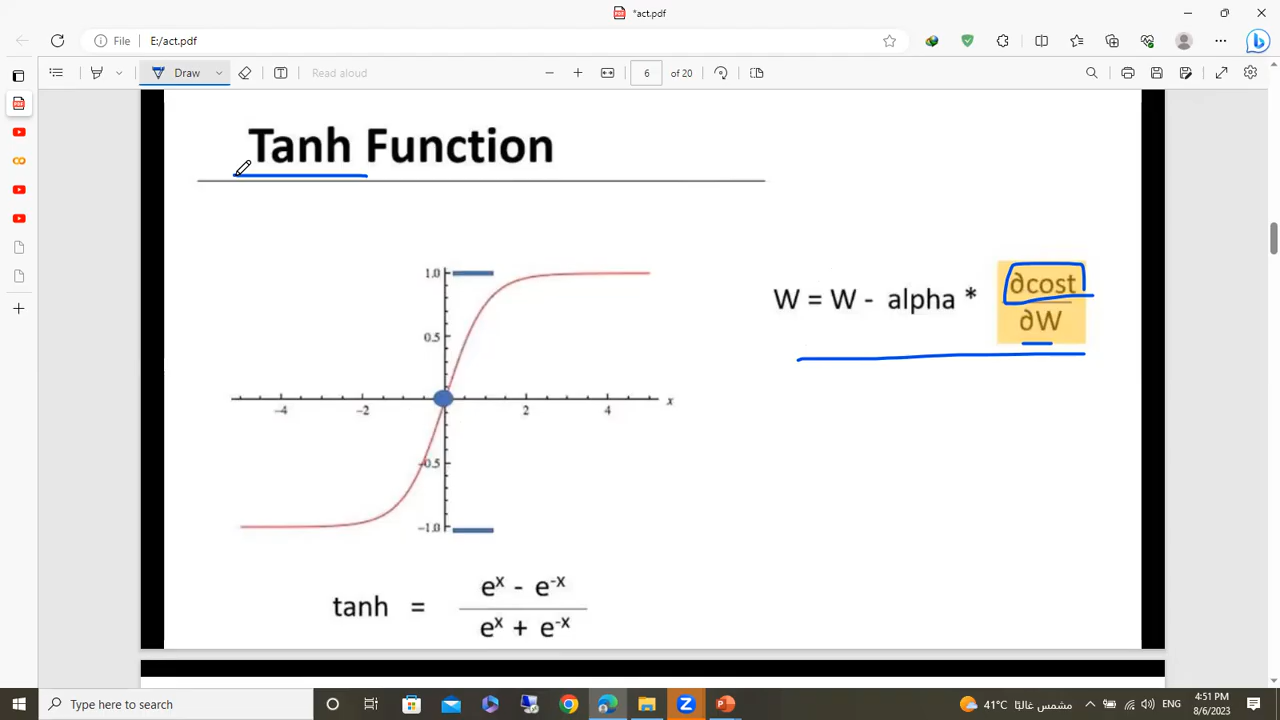 *act.pdf
File E:/act.pdf
Draw Read aloud 6 of 20
Tanh Function
1.0
0.5
-4 -2 2 4 x
-0.5
-1.0
W = W - alpha * ∂cost
∂W
tanh = eˣ - e⁻ˣ
eˣ + e⁻ˣ
Type here to search
41°C مشمس غالبًا ENG 4:51 PM
8/6/2023